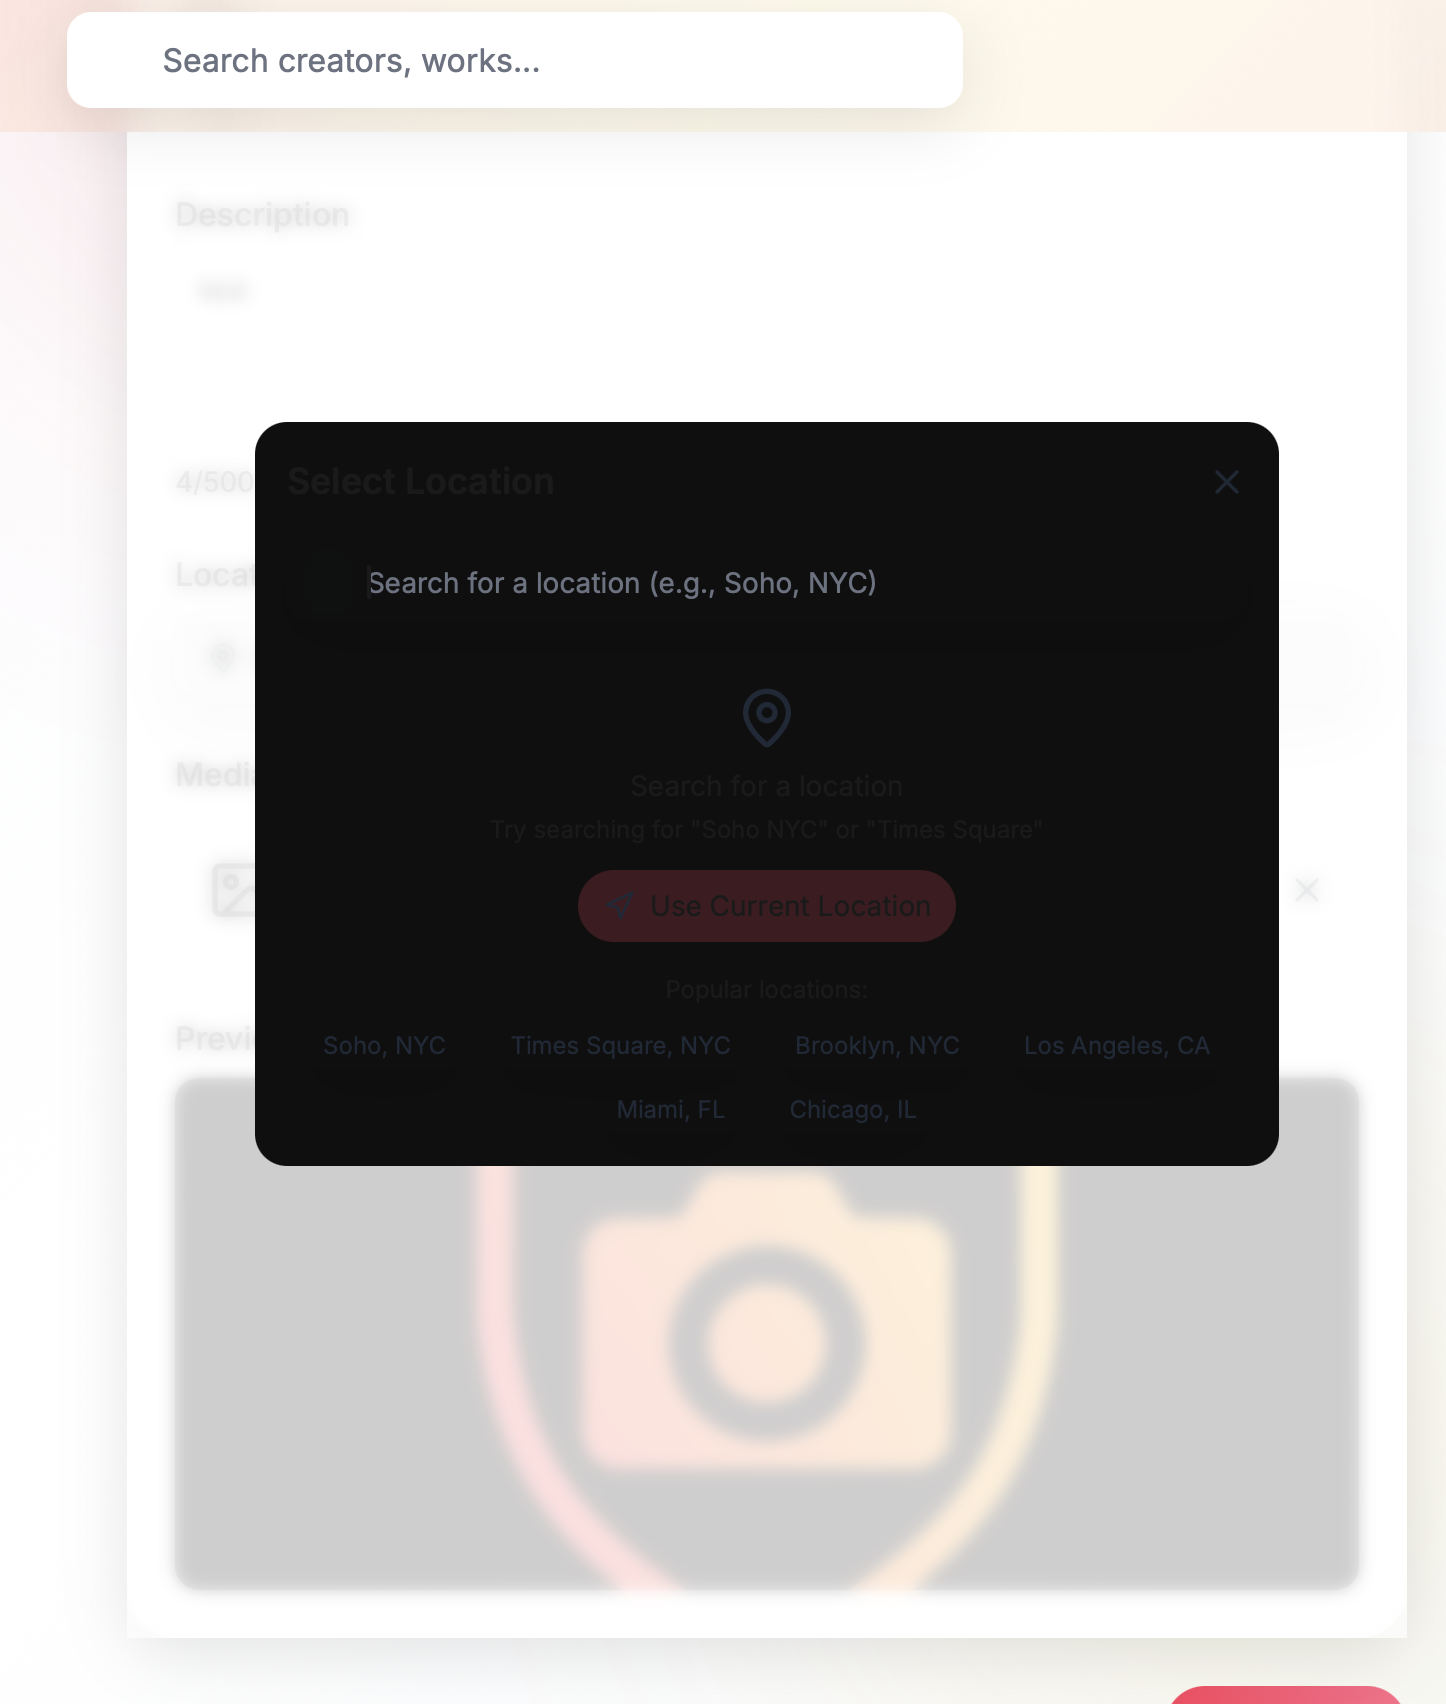 Search creators, works...
Description
4/500
Select Location
Locat
Search for a location (e.g., Soho, NYC)
Media
Search for a location
Try searching for "Soho NYC" or "Times Square"
Use Current Location
Popular locations:
Previ
Soho, NYC Times Square, NYC Brooklyn, NYC Los Angeles, CA
Miami, FL Chicago, IL